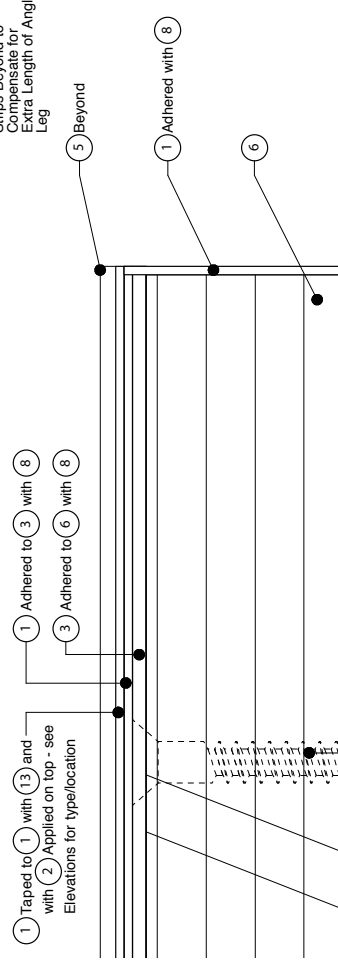 Compensate for
Extra Length of Angl
Leg
5 Beyond
1 Adhered with 8
6
1 Adhered to 3 with 8
3 Adhered to 6 with 8
1 Taped to 1 with 13 and
with 2 Applied on top - see
Elevations for type/location